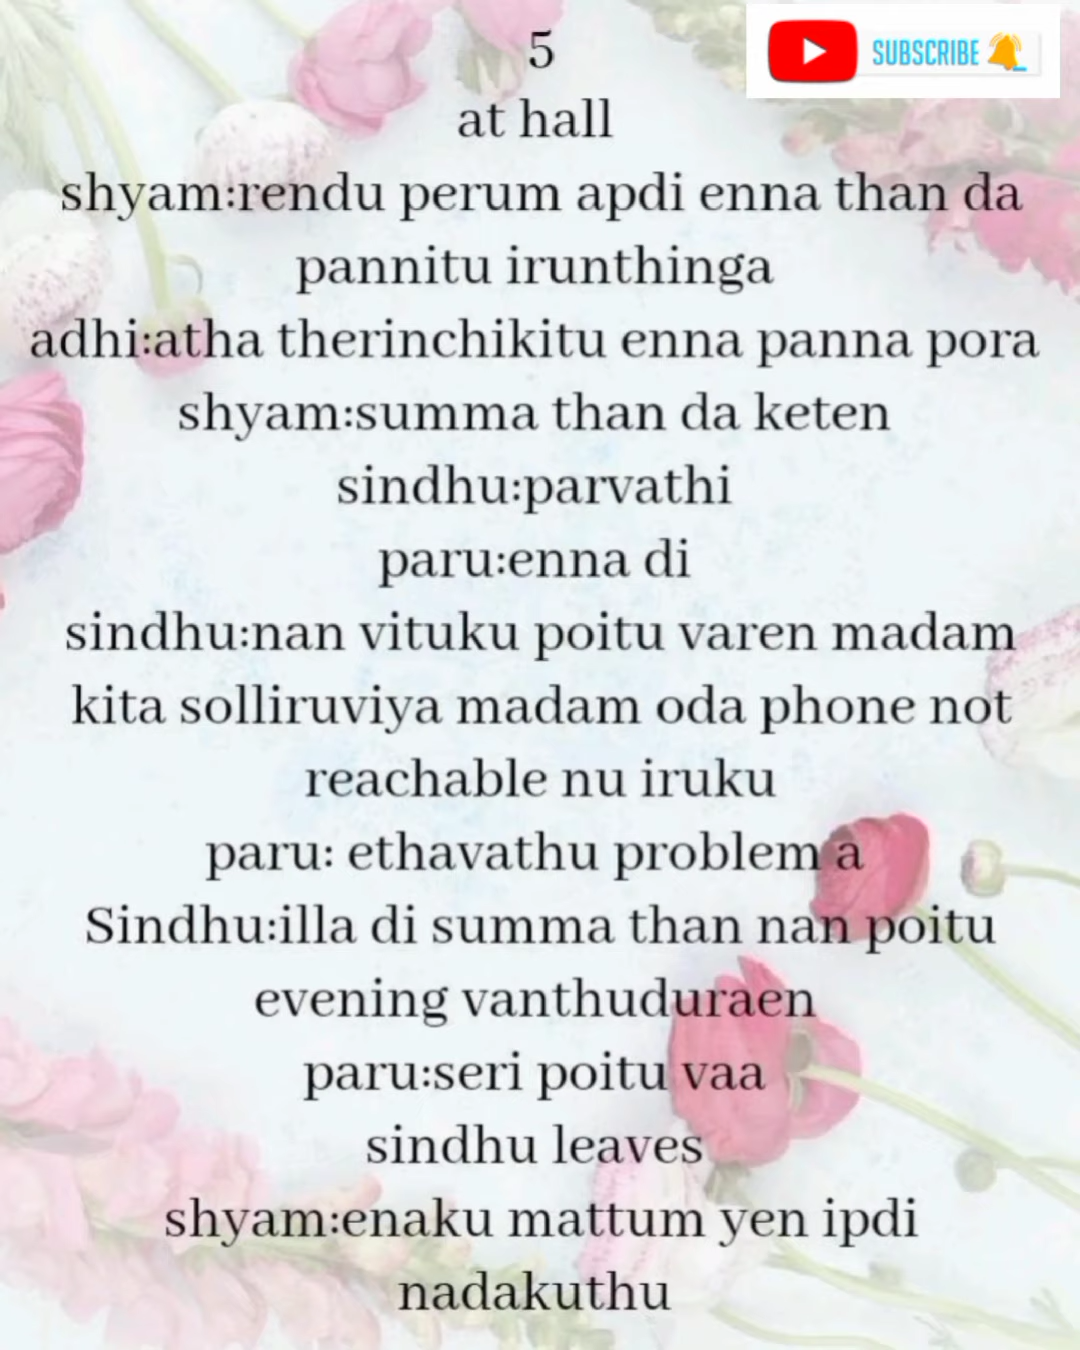 5
SUBSCRIBE
at hall
shyam:rendu perum apdi enna than da
pannitu irunthinga
adhi:atha therinchikitu enna panna pora
shyam:summa than da keten
sindhu:parvathi
paru:enna di
sindhu:nan vituku poitu varen madam
kita solliruviya madam oda phone not
reachable nu iruku
paru: ethavathu problem a
Sindhu:illa di summa than nan poitu
evening vanthuduraen
paru:seri poitu vaa
sindhu leaves
shyam:enaku mattum yen ipdi
nadakuthu